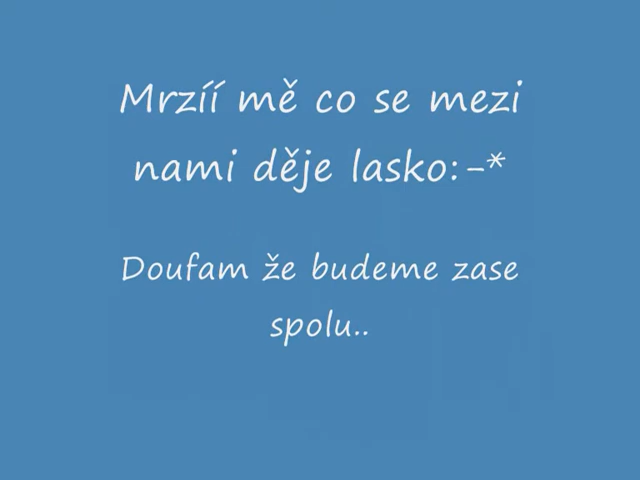 Mrzíí mě co se mezi
nami děje lasko:-*
Doufam že budeme zase
spolu..